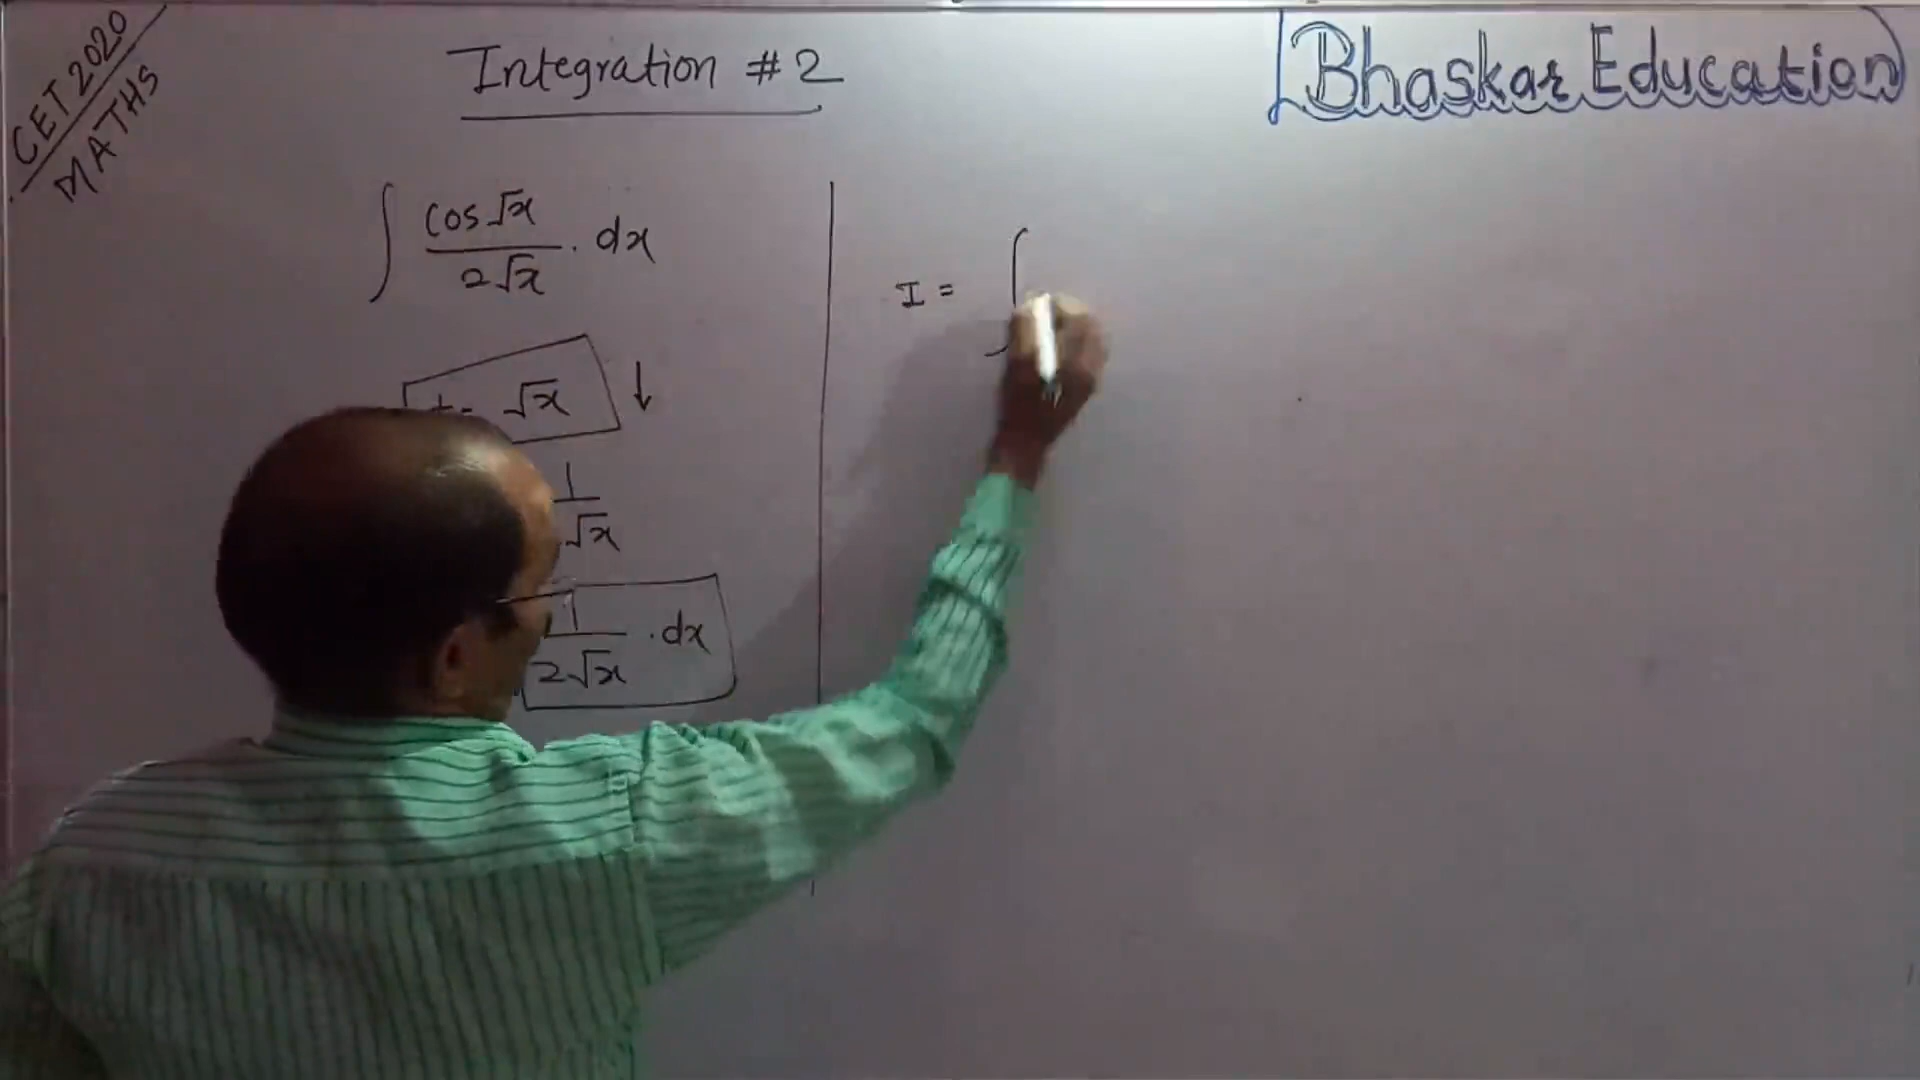 CET 2020
MATHS
Integration #2
Bhaskar Education
∫ cos√x / 2√x . dx
t = √x ↓
1 / √x
1 / 2√x . dx
I = ∫